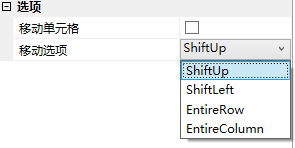 选项
移动单元格
移动选项 ShiftUp
ShiftUp
ShiftLeft
EntireRow
EntireColumn